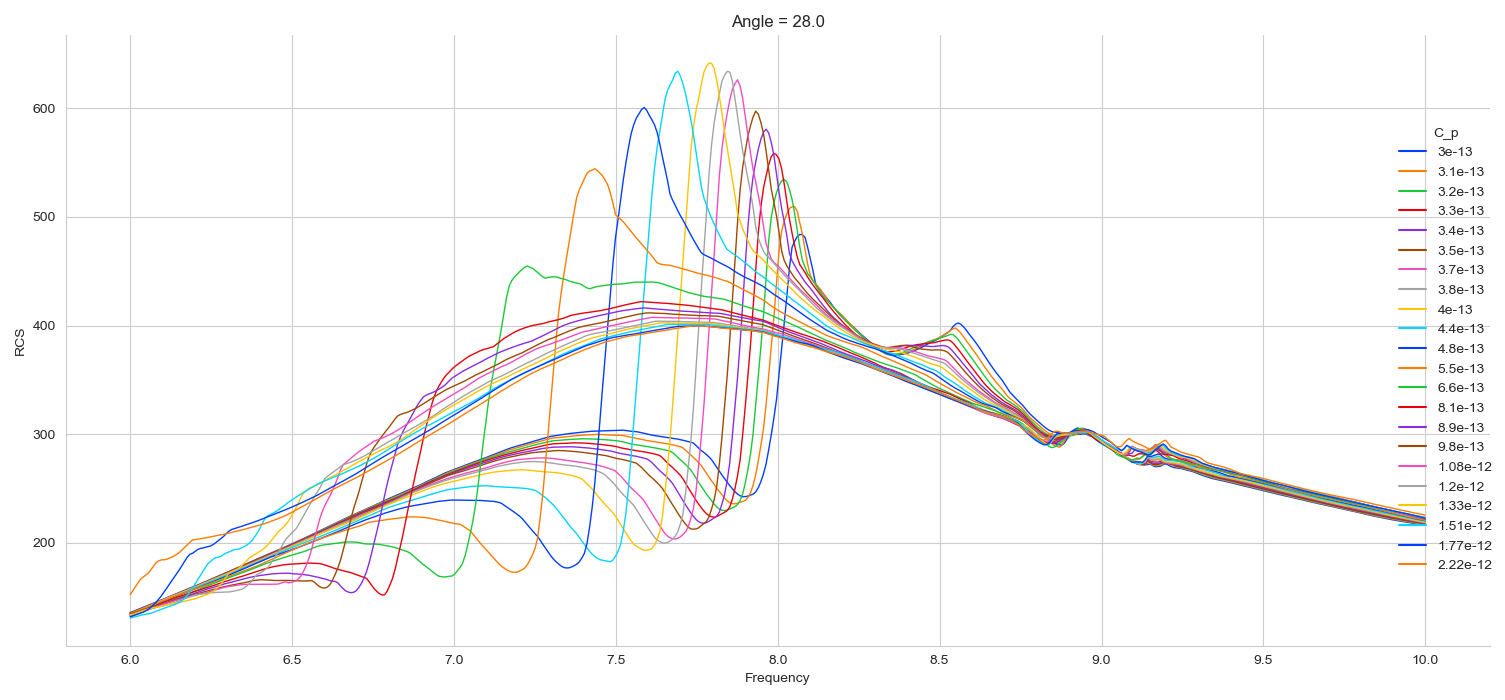 Angle = 28.0
RCS
600
500
400
300
200
6.0 6.5 7.0 7.5 8.0 8.5 9.0 9.5 10.0
Frequency
C_p
3e-13
3.1e-13
3.2e-13
3.3e-13
3.4e-13
3.5e-13
3.7e-13
3.8e-13
4e-13
4.4e-13
4.8e-13
5.5e-13
6.6e-13
8.1e-13
8.9e-13
9.8e-13
1.08e-12
1.2e-12
1.33e-12
1.51e-12
1.77e-12
2.22e-12